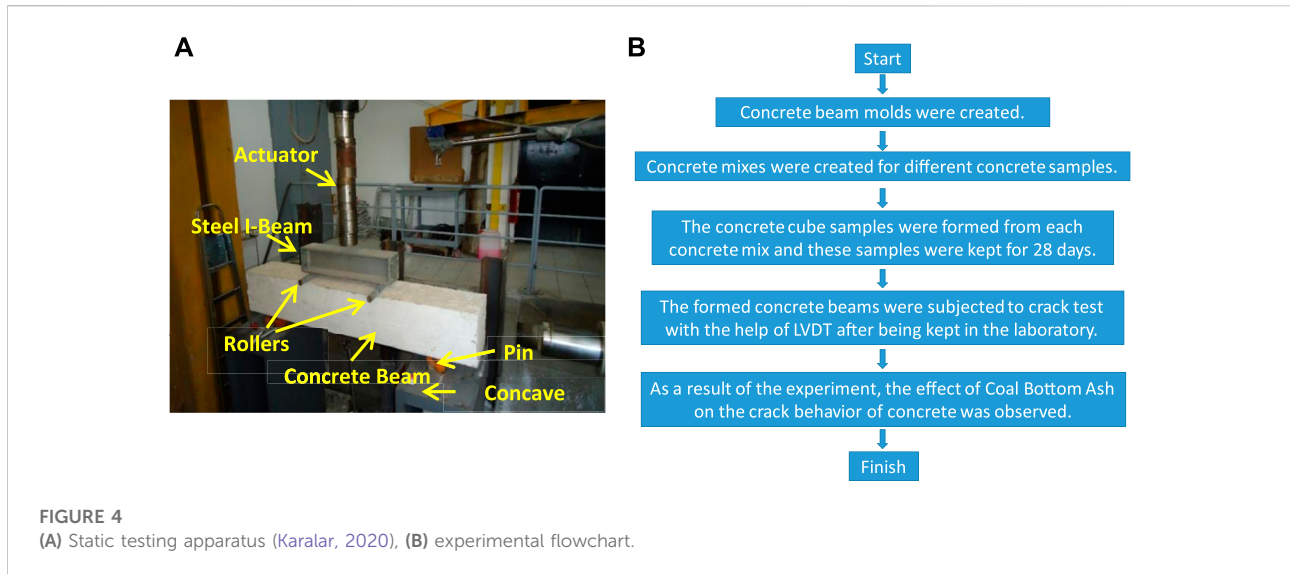 A
Actuator
Steel I-Beam
Rollers
Concrete Beam
Pin
Concave
B
Start
Concrete beam molds were created.
Concrete mixes were created for different concrete samples.
The concrete cube samples were formed from each
concrete mix and these samples were kept for 28 days.
The formed concrete beams were subjected to crack test
with the help of LVDT after being kept in the laboratory.
As a result of the experiment, the effect of Coal Bottom Ash
on the crack behavior of concrete was observed.
Finish
FIGURE 4
(A) Static testing apparatus (Karalar, 2020), (B) experimental flowchart.